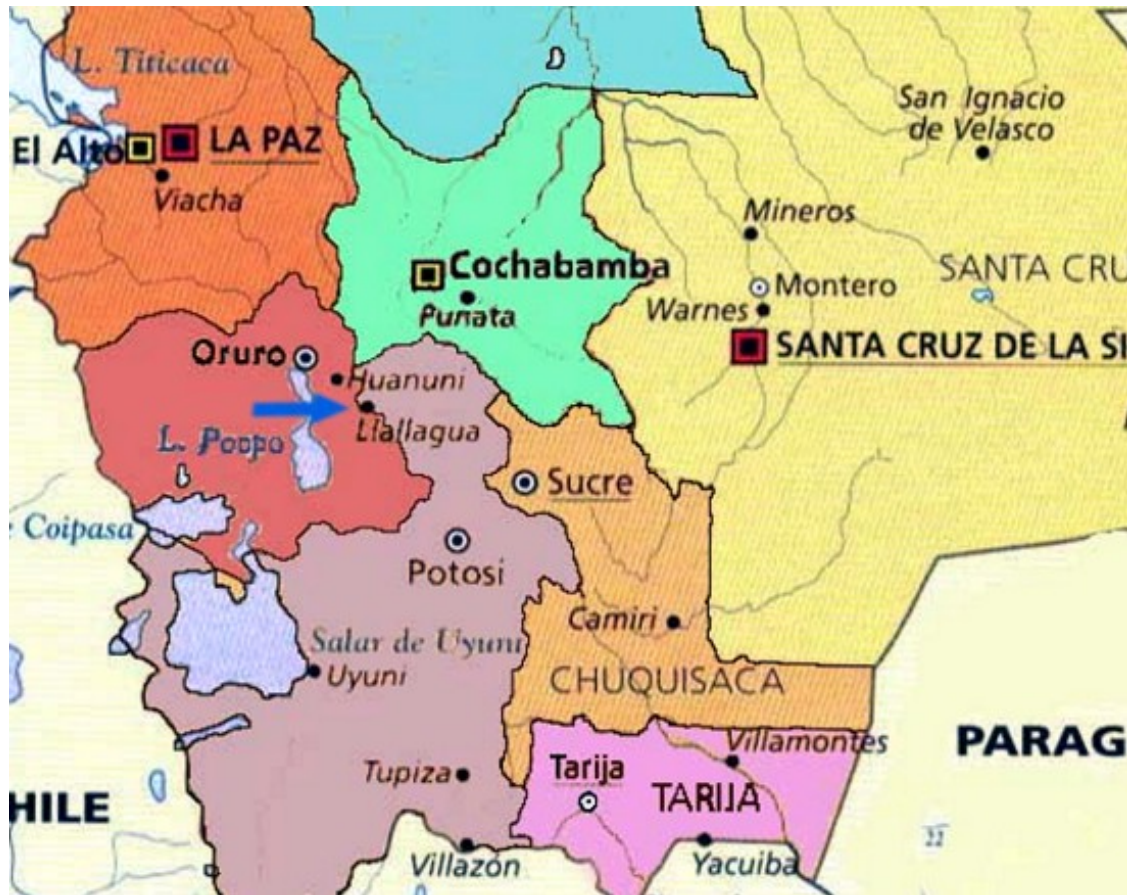 L. Titicaca
El Alto
LA PAZ
Viacha
San Ignacio
de Velasco
Mineros
SANTA CRU
Cochabamba
Punata
Montero
Warnes
SANTA CRUZ DE LA SI
Oruro
Huanuni
Llallagua
L. Poopo
Sucre
e Coipasa
Potosi
Camiri
Salar de Uyuni
Uyuni
CHUQUISACA
PARAG
Villamontes
Tupiza
Tarija
TARIJA
HILE
22
Villazón
Yacuiba